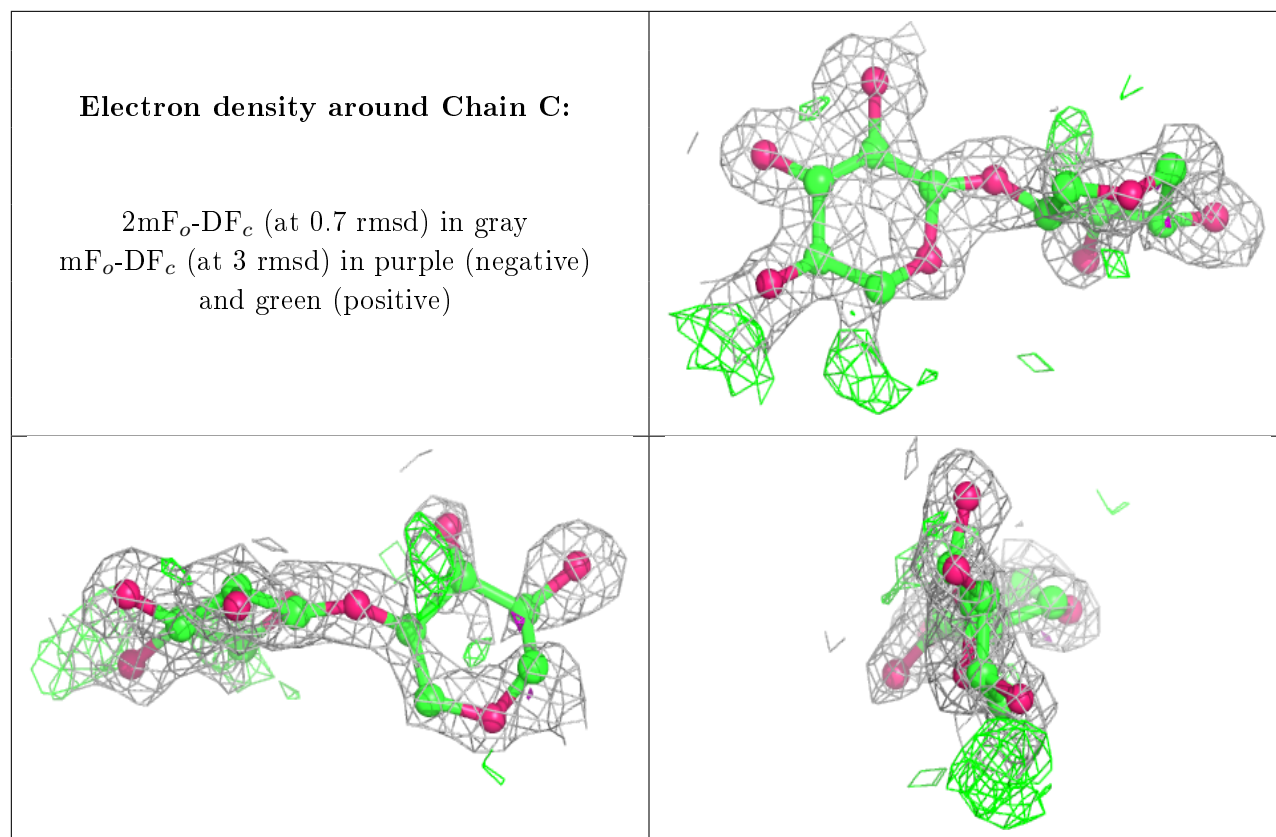 Electron density around Chain C:
2mFₒ-DF𝒸 (at 0.7 rmsd) in gray
mFₒ-DF𝒸 (at 3 rmsd) in purple (negative)
and green (positive)